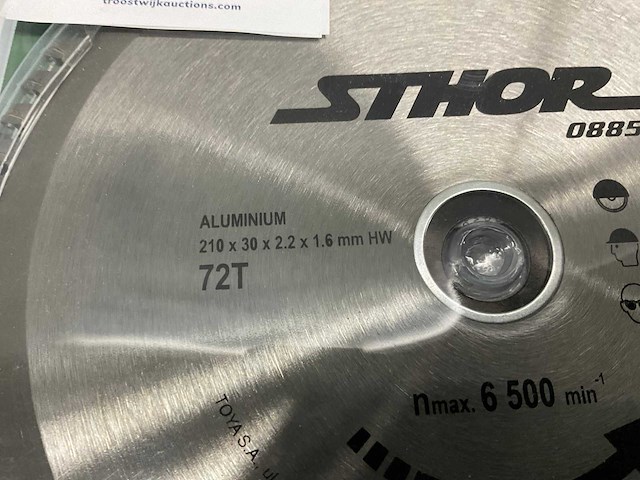 troostwijkauctions.com
STHOR
0885
ALUMINIUM
210 x 30 x 2.2 x 1.6 mm HW
72T
nmax. 6 500 min-1
TOYA S.A., ul